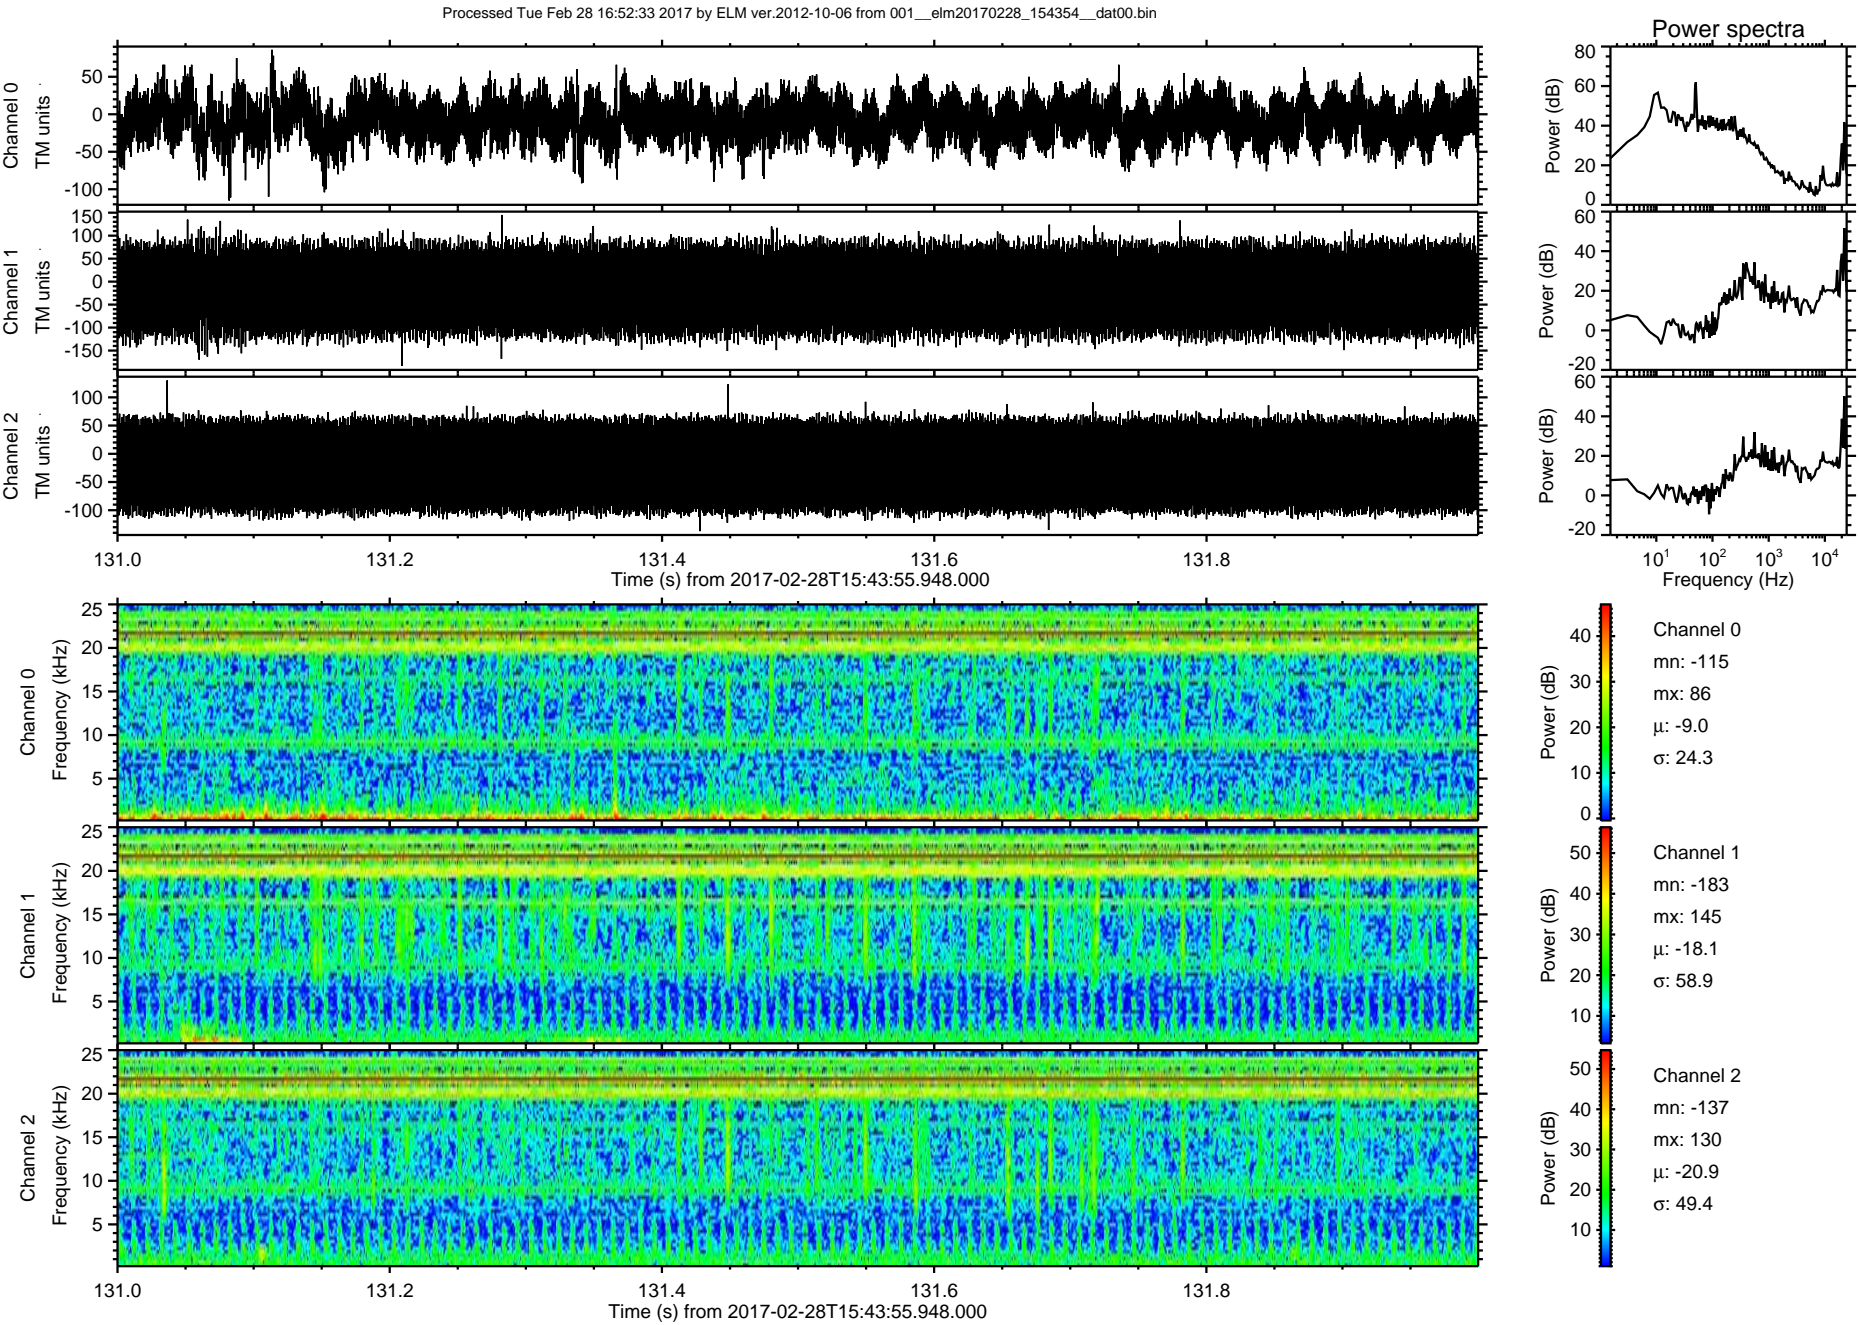 Processed Tue Feb 28 16:52:33 2017 by ELM ver.2012-10-06 from 001__elm20170228_154354__dat00.bin
Power spectra
Channel 0
TM units
50
0
-50
-100
Power (dB)
80
60
40
20
0
Channel 1
TM units
150
100
50
0
-50
-100
-150
Power (dB)
60
40
20
0
-20
Channel 2
TM units
100
50
0
-50
-100
Power (dB)
60
40
20
0
-20
131.0 131.2 131.4 131.6 131.8
Time (s) from 2017-02-28T15:43:55.948.000
10^1 10^2 10^3 10^4
Frequency (Hz)
Channel 0
Frequency (kHz)
25
20
15
10
5
Power (dB)
40
30
20
10
0
Channel 0
mn: -115
mx: 86
μ: -9.0
σ: 24.3
Channel 1
Frequency (kHz)
25
20
15
10
5
Power (dB)
50
40
30
20
10
Channel 1
mn: -183
mx: 145
μ: -18.1
σ: 58.9
Channel 2
Frequency (kHz)
25
20
15
10
5
Power (dB)
50
40
30
20
10
Channel 2
mn: -137
mx: 130
μ: -20.9
σ: 49.4
131.0 131.2 131.4 131.6 131.8
Time (s) from 2017-02-28T15:43:55.948.000